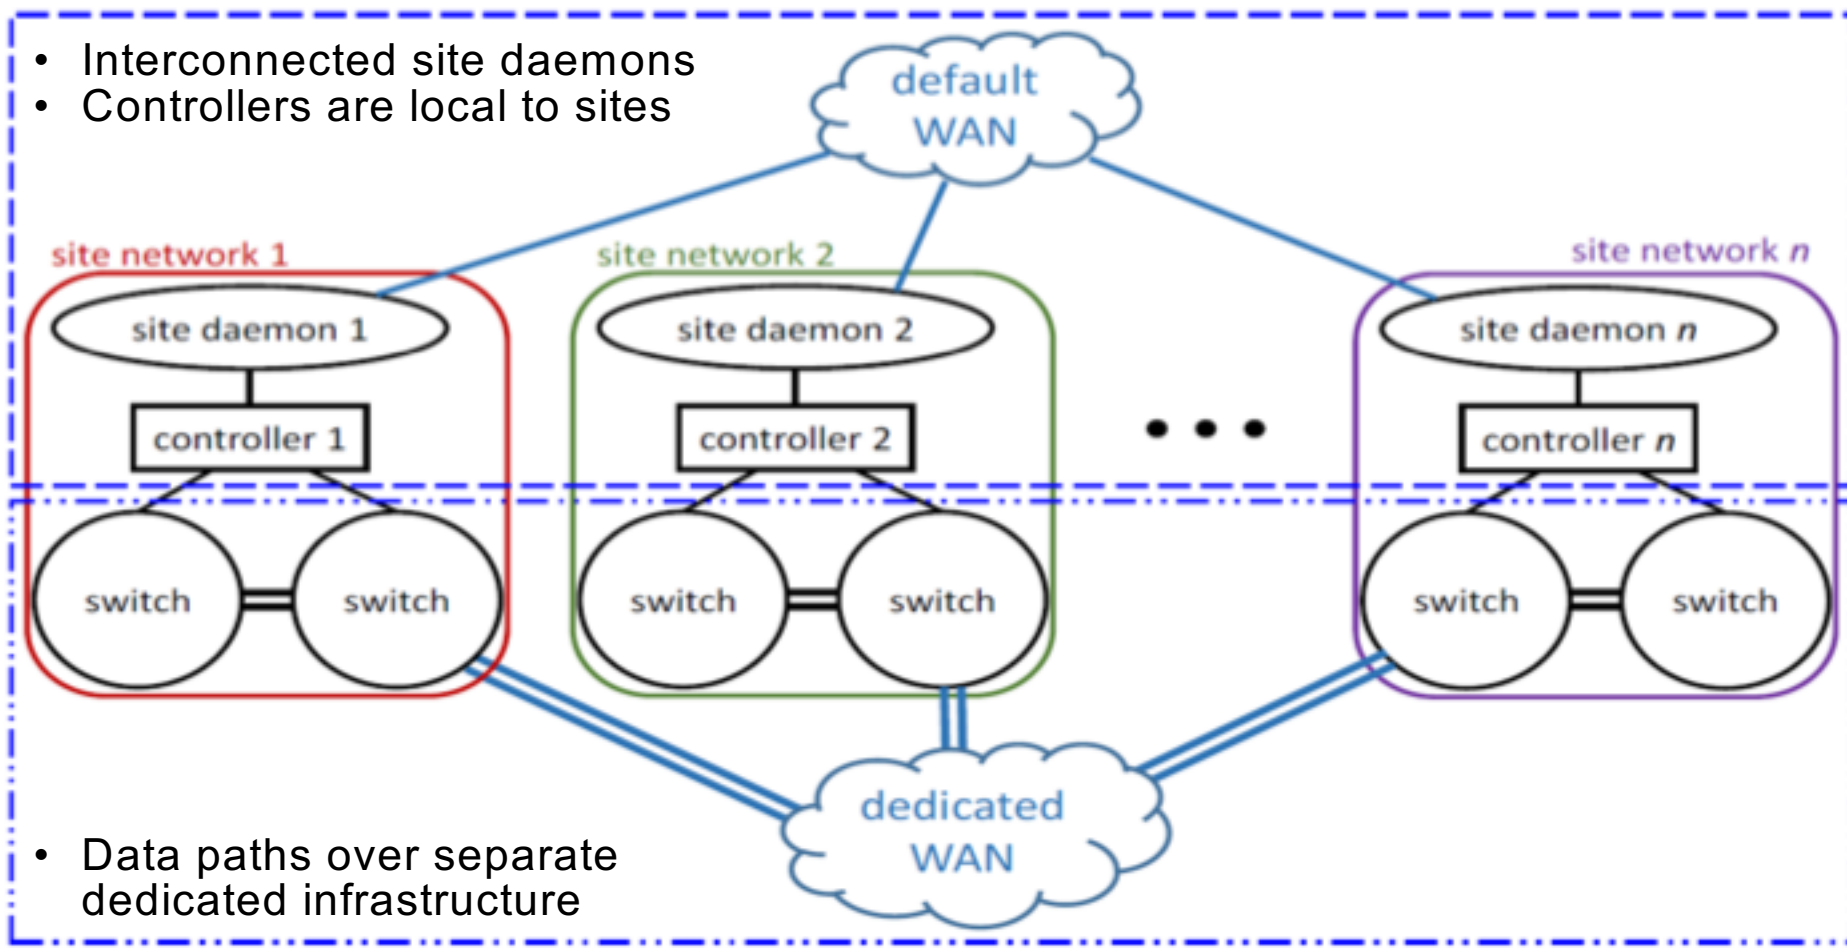 • Interconnected site daemons
• Controllers are local to sites
default
WAN
site network 1
site network 2
site network n
site daemon 1
site daemon 2
site daemon n
controller 1
controller 2
• • •
controller n
switch
switch
switch
switch
switch
switch
dedicated
WAN
• Data paths over separate
dedicated infrastructure